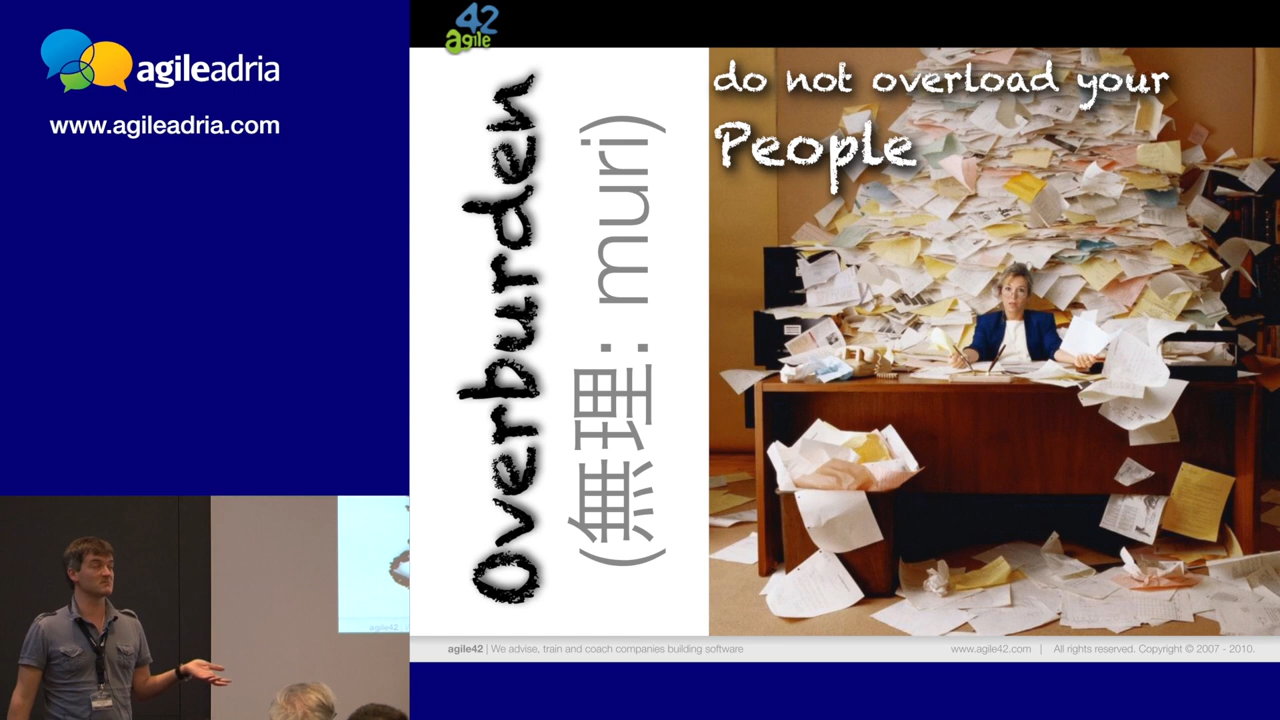 agileadria
www.agileadria.com
42
agile
Overburden
(無理: muri)
do not overload your
People
agile42 | We advise, train and coach companies building software
www.agile42.com | All rights reserved. Copyright © 2007 - 2010.
agile42